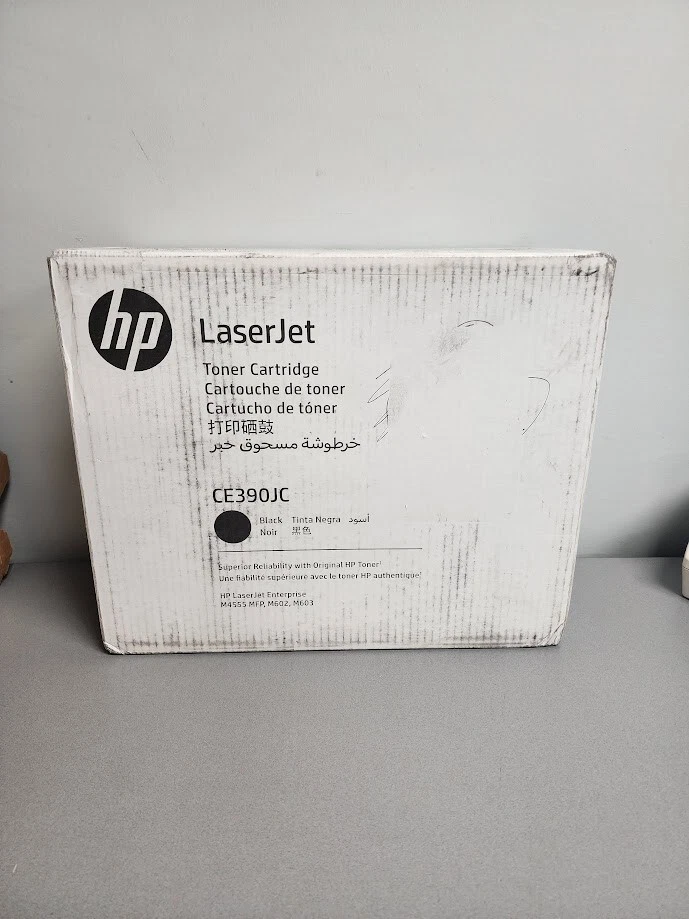 hp
LaserJet
Toner Cartridge
Cartouche de toner
Cartucho de tóner
打印硒鼓
خرطوشة مسحوق حبر
CE390JC
Black Tinta Negra أسود
Noir 黑色
Superior Reliability with Original HP Toner¹
Une fiabilité supérieure avec le toner HP authentique¹
HP LaserJet Enterprise
M4555 MFP, M602, M603